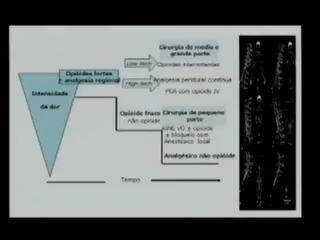 Cirurgia de médio e
grande porte
Low-tech
Opióides intermitentes
Opióides fortes
+ analgesia regional
High-tech
Analgesia peridural contínua
PCA com opióide IV
Intensidade
da dor
Opióide fraco
não opióide
Cirurgia de pequeno
porte
AINE VO ± opióide
± bloqueio com
Anestésico local
Analgésico não opióide
Tempo